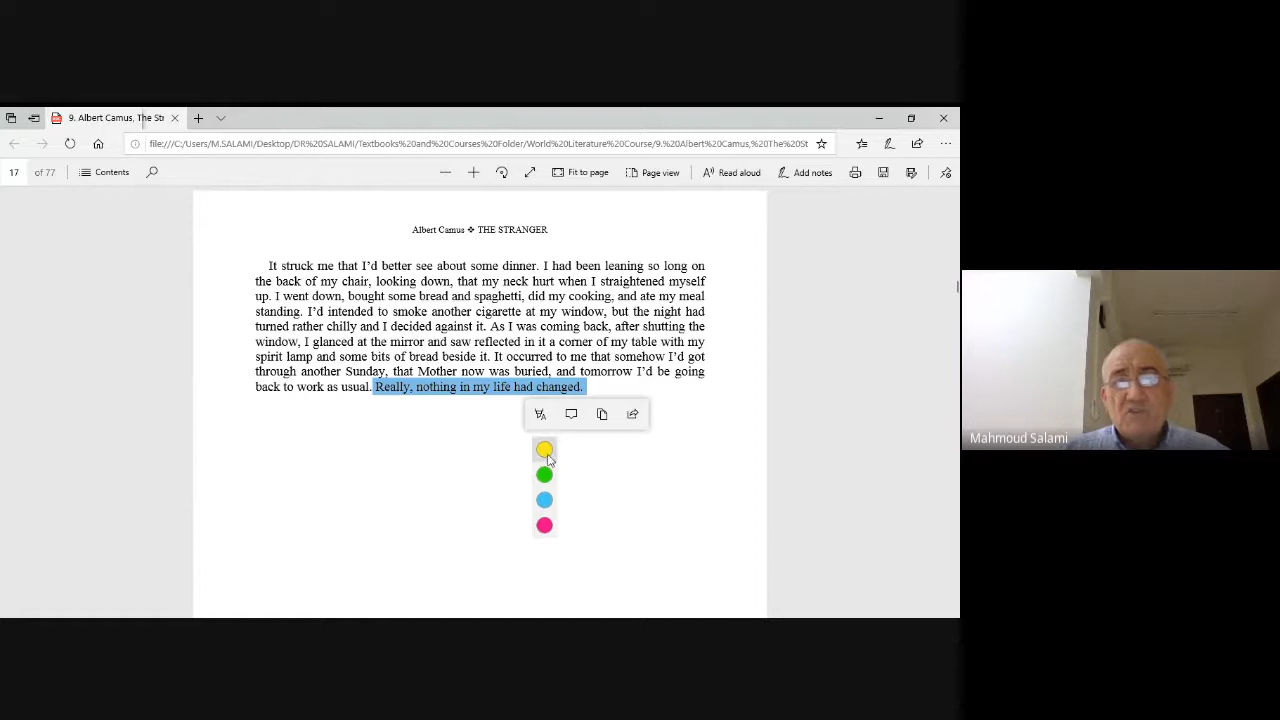 9. Albert Camus, The Str
file:///C:/Users/M.SALAMI/Desktop/DR%20SALAMI/Textbooks%20and%20Courses%20Folder/World%20Literature%20Course/9.%20Albert%20Camus,%20The%20St
17 of 77 Contents Fit to page Page view Read aloud Add notes
Albert Camus ❖ THE STRANGER
It struck me that I'd better see about some dinner. I had been leaning so long on
the back of my chair, looking down, that my neck hurt when I straightened myself
up. I went down, bought some bread and spaghetti, did my cooking, and ate my meal
standing. I'd intended to smoke another cigarette at my window, but the night had
turned rather chilly and I decided against it. As I was coming back, after shutting the
window, I glanced at the mirror and saw reflected in it a corner of my table with my
spirit lamp and some bits of bread beside it. It occurred to me that somehow I'd got
through another Sunday, that Mother now was buried, and tomorrow I'd be going
back to work as usual. Really, nothing in my life had changed.
Mahmoud Salami